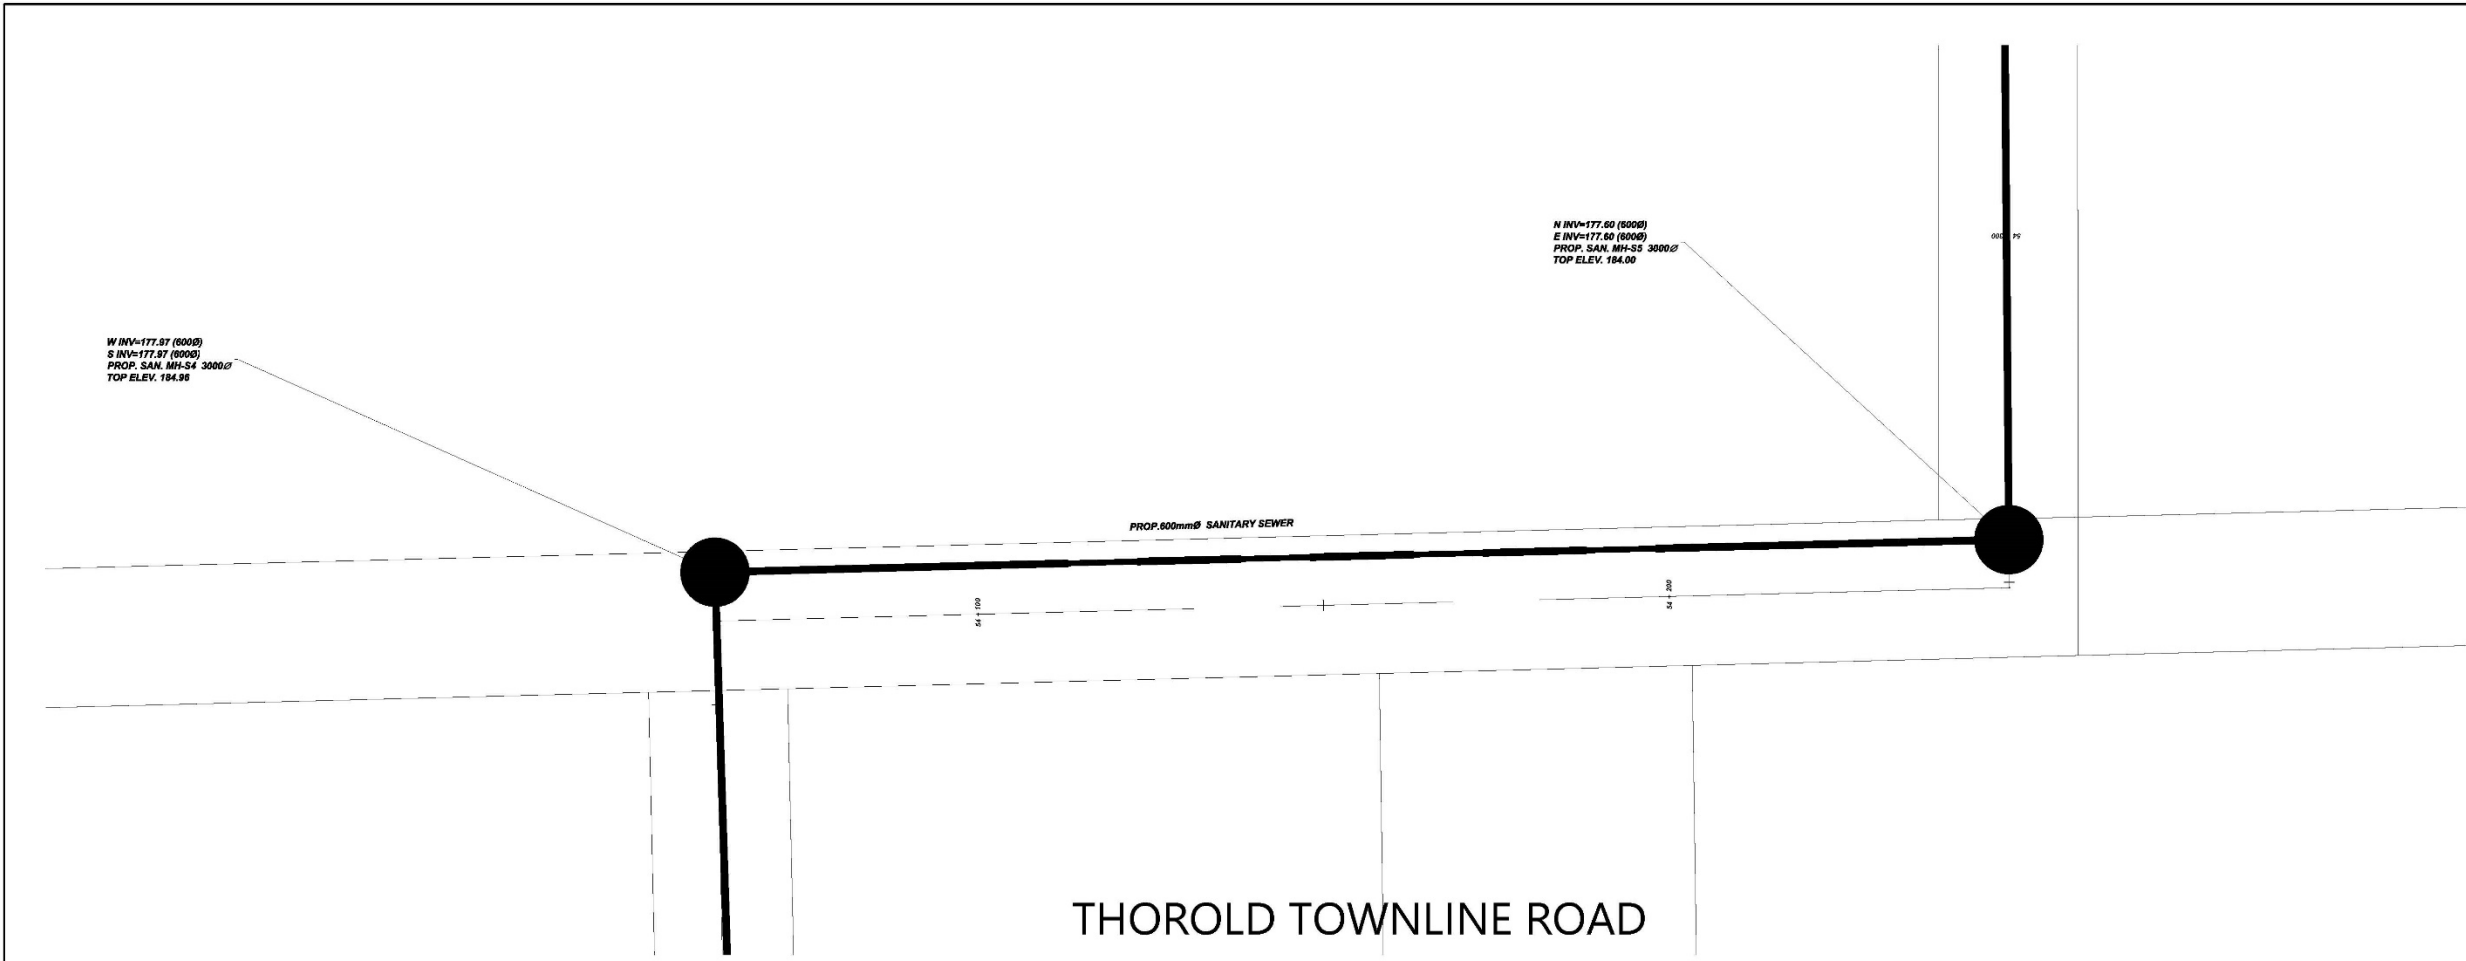 N INV=177.60 (600Ø)
E INV=177.60 (600Ø)
PROP. SAN. MH-S5 3000Ø
TOP ELEV. 184.00
W INV=177.97 (600Ø)
S INV=177.97 (600Ø)
PROP. SAN. MH-S4 3000Ø
TOP ELEV. 184.96
PROP.600mmØ SANITARY SEWER
54 + 100
54 + 200
THOROLD TOWNLINE ROAD